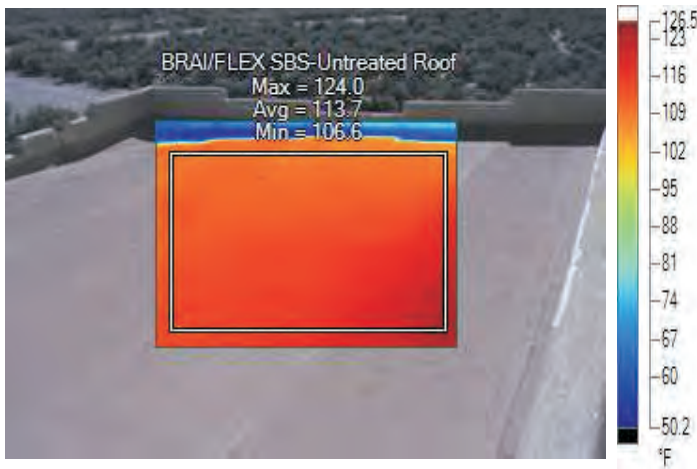 BRAI/FLEX SBS-Untreated Roof
Max = 124.0
Avg = 113.7
Min = 106.6
126.5
123
116
109
102
95
88
81
74
67
60
50.2
°F